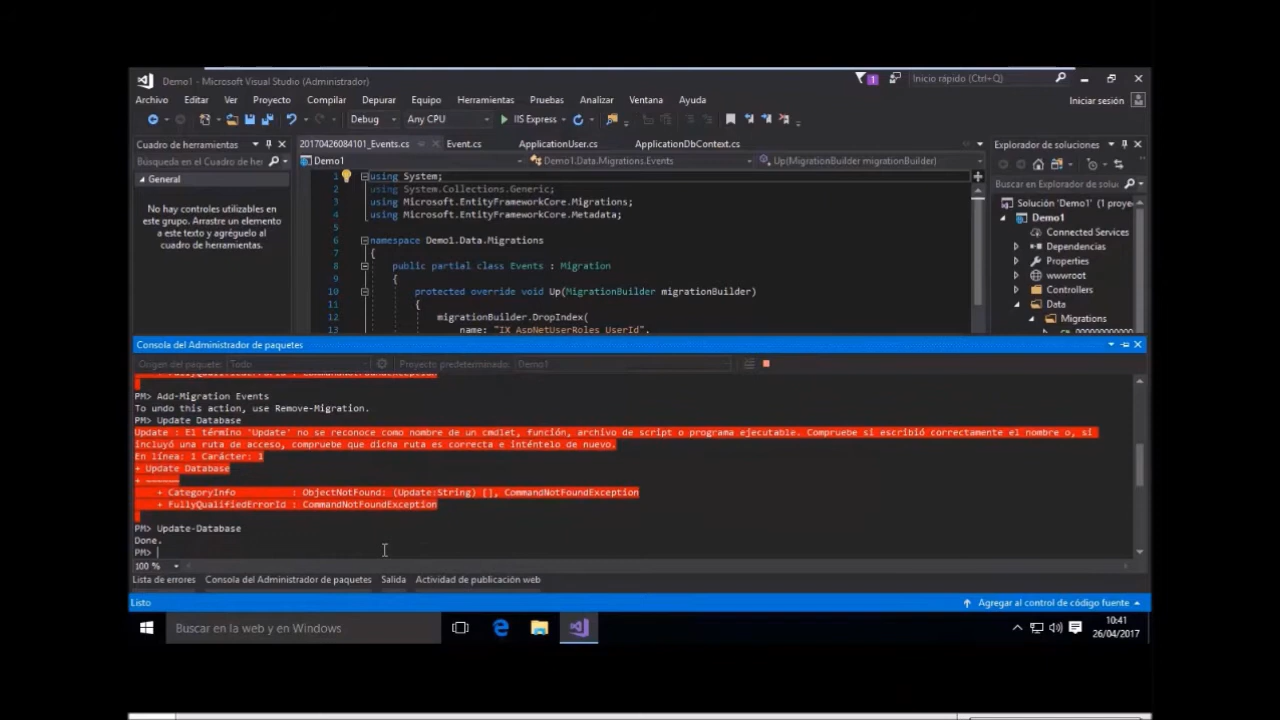 Demo1 - Microsoft Visual Studio (Administrador)
1
Inicio rápido (Ctrl+Q)
Archivo Editar Ver Proyecto Compilar Depurar Equipo Herramientas Pruebas Analizar Ventana Ayuda
Iniciar sesión
Debug Any CPU IIS Express
Cuadro de herramientas
Búsqueda en el Cuadro de her
General
No hay controles utilizables en
este grupo. Arrastre un elemento
a este texto y agréguelo al
cuadro de herramientas.
20170426084101_Events.cs Event.cs ApplicationUser.cs ApplicationDbContext.cs
Demo1 Demo1.Data.Migrations.Events Up(MigrationBuilder migrationBuilder)
1 using System;
2 using System.Collections.Generic;
3 using Microsoft.EntityFrameworkCore.Migrations;
4 using Microsoft.EntityFrameworkCore.Metadata;
5
6 namespace Demo1.Data.Migrations
7 {
8 public partial class Events : Migration
9 {
10 protected override void Up(MigrationBuilder migrationBuilder)
11 {
12 migrationBuilder.DropIndex(
13 name: "IX_AspNetUserRoles_UserId",
Explorador de soluciones
Buscar en Explorador de soluc
Solución 'Demo1' (1 proye
Demo1
Connected Services
Dependencias
Properties
wwwroot
Controllers
Data
Migrations
Consola del Administrador de paquetes
Origen del paquete: Todo Proyecto predeterminado: Demo1
+ FullyQualifiedErrorId : CommandNotFoundException
PM> Add-Migration Events
To undo this action, use Remove-Migration.
PM> Update Database
Update : El término 'Update' no se reconoce como nombre de un cmdlet, función, archivo de script o programa ejecutable. Compruebe si escribió correctamente el nombre o, si
incluyó una ruta de acceso, compruebe que dicha ruta es correcta e inténtelo de nuevo.
En línea: 1 Carácter: 1
+ Update Database
+ ~~~~~~
+ CategoryInfo : ObjectNotFound: (Update:String) [], CommandNotFoundException
+ FullyQualifiedErrorId : CommandNotFoundException
PM> Update-Database
Done.
PM>
100 %
Lista de errores Consola del Administrador de paquetes Salida Actividad de publicación web
Listo
Agregar al control de código fuente
Buscar en la web y en Windows
10:41
26/04/2017